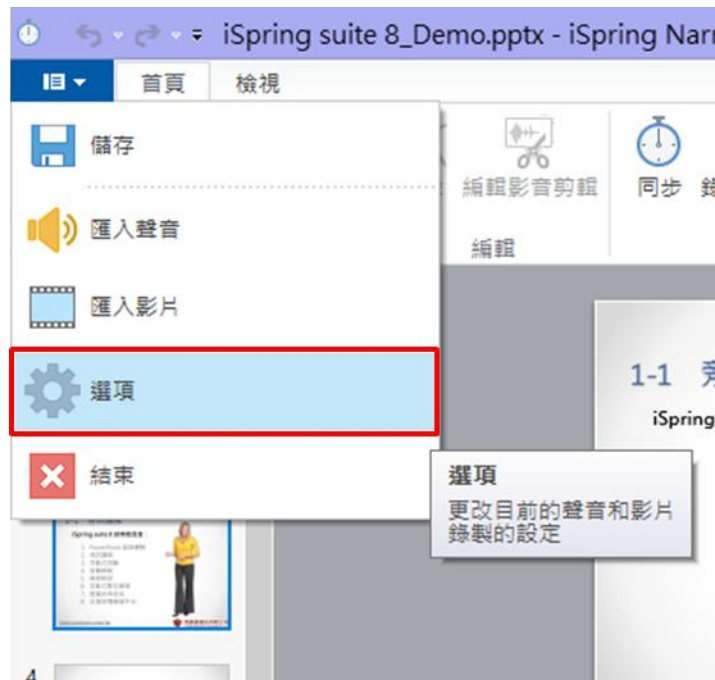 iSpring suite 8_Demo.pptx - iSpring Narr
首頁 檢視
儲存
匯入聲音
匯入影片
選項
結束
編輯影音剪輯
同步
編輯
選項
更改目前的聲音和影片
錄製的設定
1-1
iSpring
4